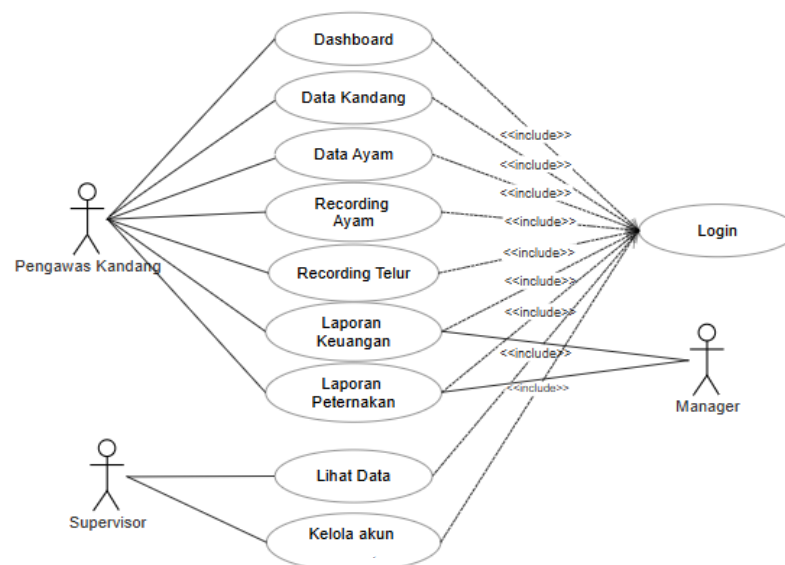 Dashboard
Data Kandang
<<include>>
Data Ayam
<<include>>
<<include>>
Recording
Ayam
<<include>>
Login
Pengawas Kandang
Recording Telur
<<include>>
<<include>>
Laporan
Keuangan
<<include>>
<<include>>
Laporan
Peternakan
<<include>>
Manager
Lihat Data
Supervisor
Kelola akun